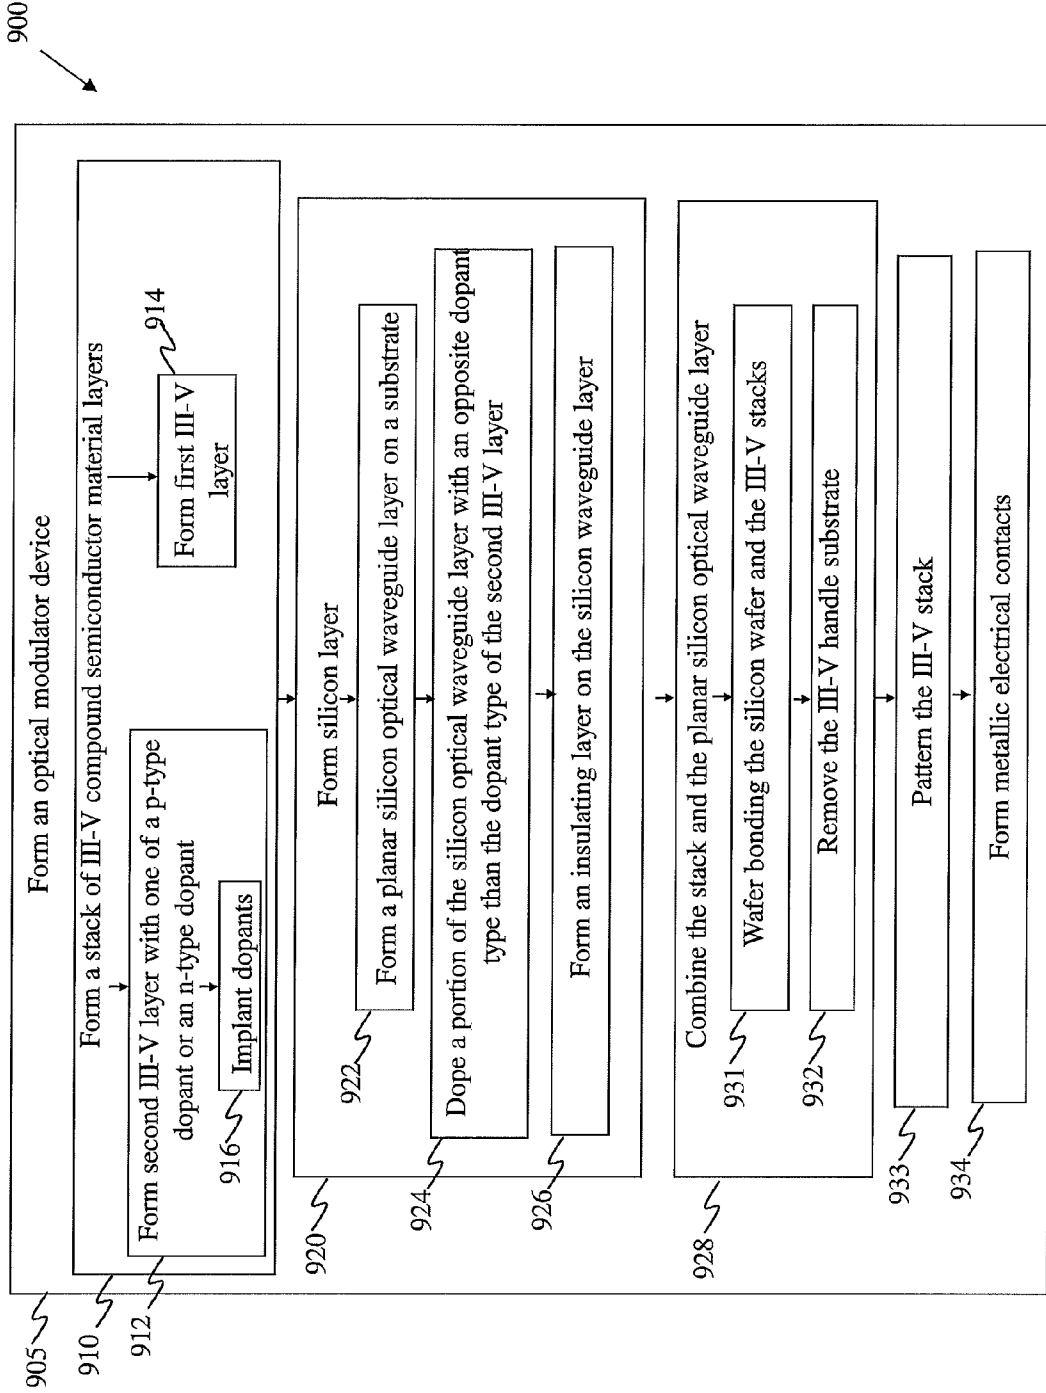 900
905
Form an optical modulator device
910
Form a stack of III-V compound semiconductor material layers
912
Form second III-V layer with one of a p-type
dopant or an n-type dopant
916
Implant dopants
914
Form first III-V
layer
920
Form silicon layer
922
Form a planar silicon optical waveguide layer on a substrate
924
Dope a portion of the silicon optical waveguide layer with an opposite dopant
type than the dopant type of the second III-V layer
926
Form an insulating layer on the silicon waveguide layer
928
Combine the stack and the planar silicon optical waveguide layer
931
Wafer bonding the silicon wafer and the III-V stacks
932
Remove the III-V handle substrate
933
Pattern the III-V stack
934
Form metallic electrical contacts